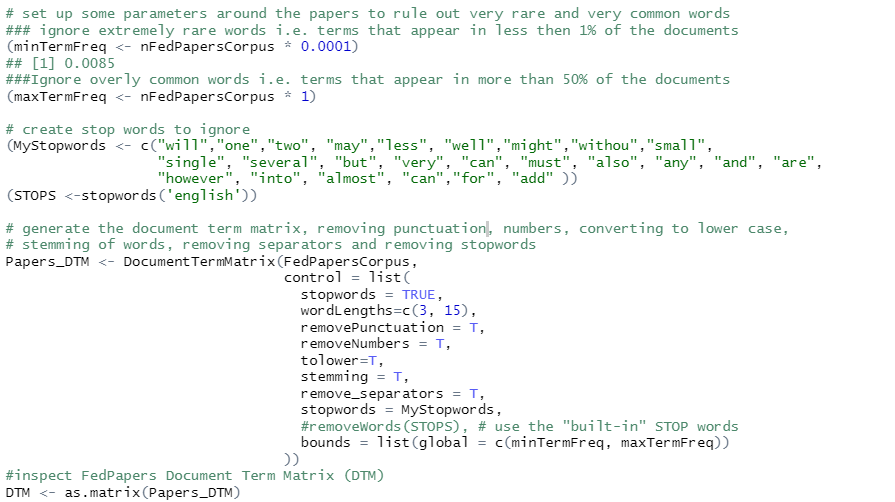 # set up some parameters around the papers to rule out very rare and very common words
### ignore extremely rare words i.e. terms that appear in less then 1% of the documents
(minTermFreq <- nFedPapersCorpus * 0.0001)
## [1] 0.0085
###Ignore overly common words i.e. terms that appear in more than 50% of the documents
(maxTermFreq <- nFedPapersCorpus * 1)

# create stop words to ignore
(MyStopwords <- c("will","one","two", "may","less", "well","might","withou","small",
                  "single", "several", "but", "very", "can", "must", "also", "any", "and", "are",
                  "however", "into", "almost", "can","for", "add" ))
(STOPS <-stopwords('english'))

# generate the document term matrix, removing punctuation, numbers, converting to lower case,
# stemming of words, removing separators and removing stopwords
Papers_DTM <- DocumentTermMatrix(FedPapersCorpus,
                                 control = list(
                                   stopwords = TRUE,
                                   wordLengths=c(3, 15),
                                   removePunctuation = T,
                                   removeNumbers = T,
                                   tolower=T,
                                   stemming = T,
                                   remove_separators = T,
                                   stopwords = MyStopwords,
                                   #removeWords(STOPS), # use the "built-in" STOP words
                                   bounds = list(global = c(minTermFreq, maxTermFreq))
                                 ))
#inspect FedPapers Document Term Matrix (DTM)
DTM <- as.matrix(Papers_DTM)